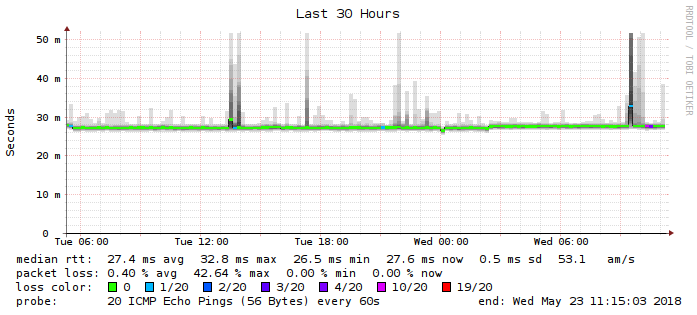 Last 30 Hours
RRDTOOL / TOBI OETIKER
Seconds
50 m
40 m
30 m
20 m
10 m
0
Tue 06:00 Tue 12:00 Tue 18:00 Wed 00:00 Wed 06:00
median rtt: 27.4 ms avg 32.8 ms max 26.5 ms min 27.6 ms now 0.5 ms sd 53.1 am/s
packet loss: 0.40 % avg 42.64 % max 0.00 % min 0.00 % now
loss color: 0 1/20 2/20 3/20 4/20 10/20 19/20
probe: 20 ICMP Echo Pings (56 Bytes) every 60s end: Wed May 23 11:15:03 2018